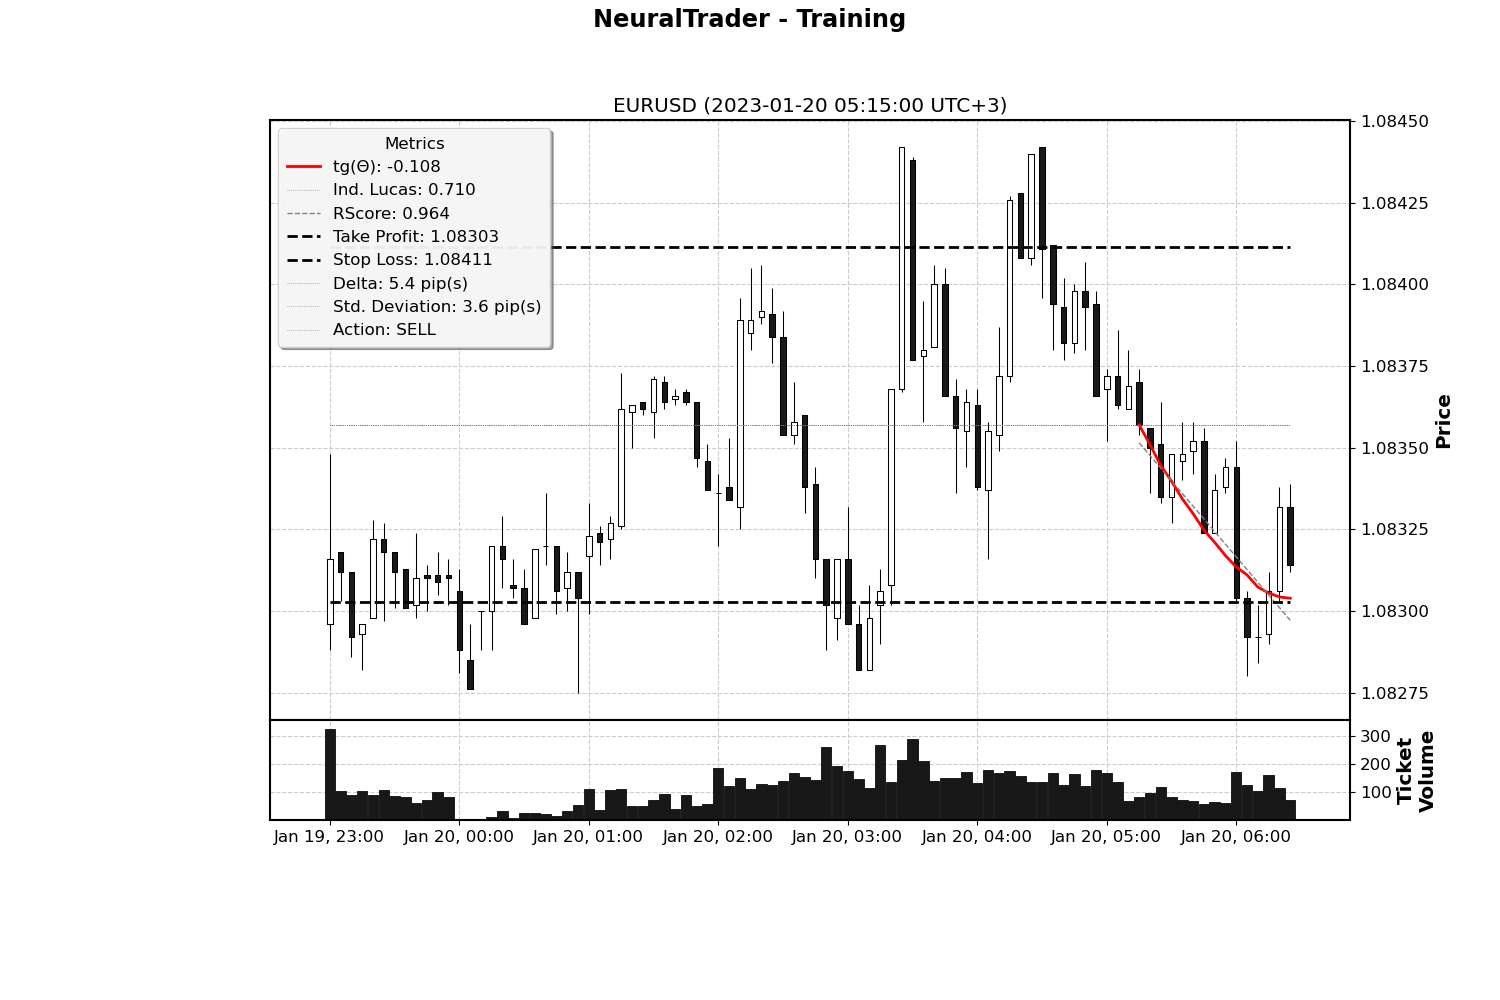 NeuralTrader - Training
EURUSD (2023-01-20 05:15:00 UTC+3)
Metrics
tg(Θ): -0.108
Ind. Lucas: 0.710
RScore: 0.964
Take Profit: 1.08303
Stop Loss: 1.08411
Delta: 5.4 pip(s)
Std. Deviation: 3.6 pip(s)
Action: SELL
1.08450
1.08425
1.08400
1.08375
1.08350
1.08325
1.08300
1.08275
Price
300
200
100
Ticket
Volume
Jan 19, 23:00 Jan 20, 00:00 Jan 20, 01:00 Jan 20, 02:00 Jan 20, 03:00 Jan 20, 04:00 Jan 20, 05:00 Jan 20, 06:00